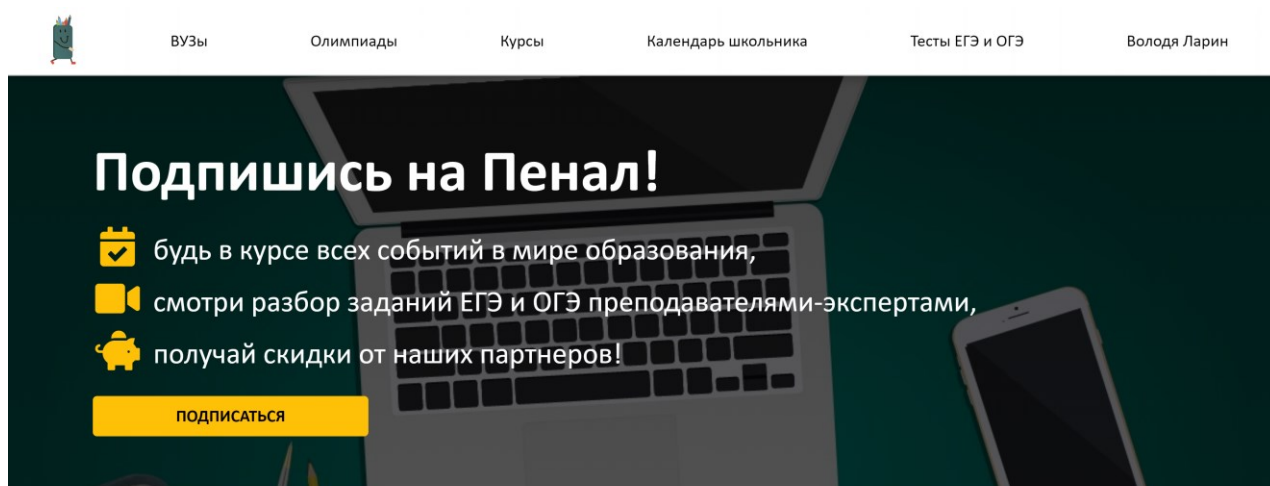 ВУЗы Олимпиады Курсы Календарь школьника Тесты ЕГЭ и ОГЭ Володя Ларин
Подпишись на Пенал!
будь в курсе всех событий в мире образования,
смотри разбор заданий ЕГЭ и ОГЭ преподавателями-экспертами,
получай скидки от наших партнеров!
ПОДПИСАТЬСЯ